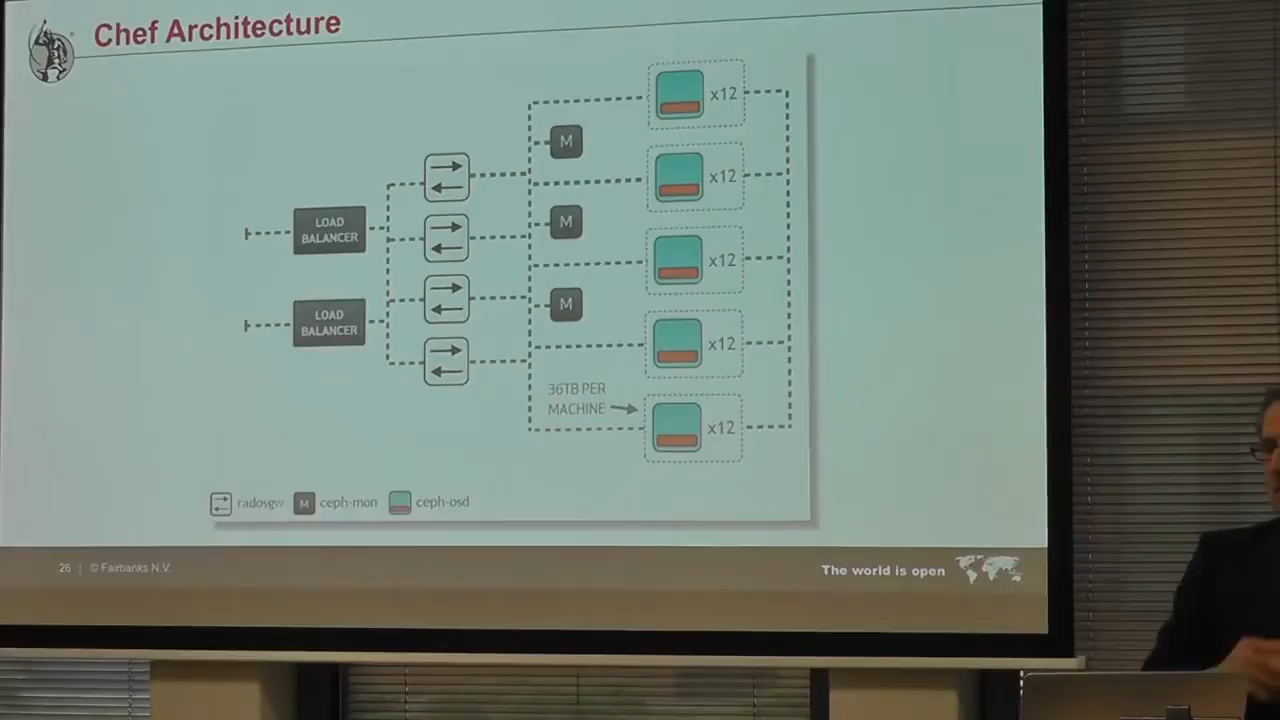 Chef Architecture
x12
M
x12
LOAD
BALANCER
M
x12
LOAD
BALANCER
M
x12
36TB PER
MACHINE
x12
radosgw
M
ceph-mon
ceph-osd
26 | © Fairbanks N.V.
The world is open